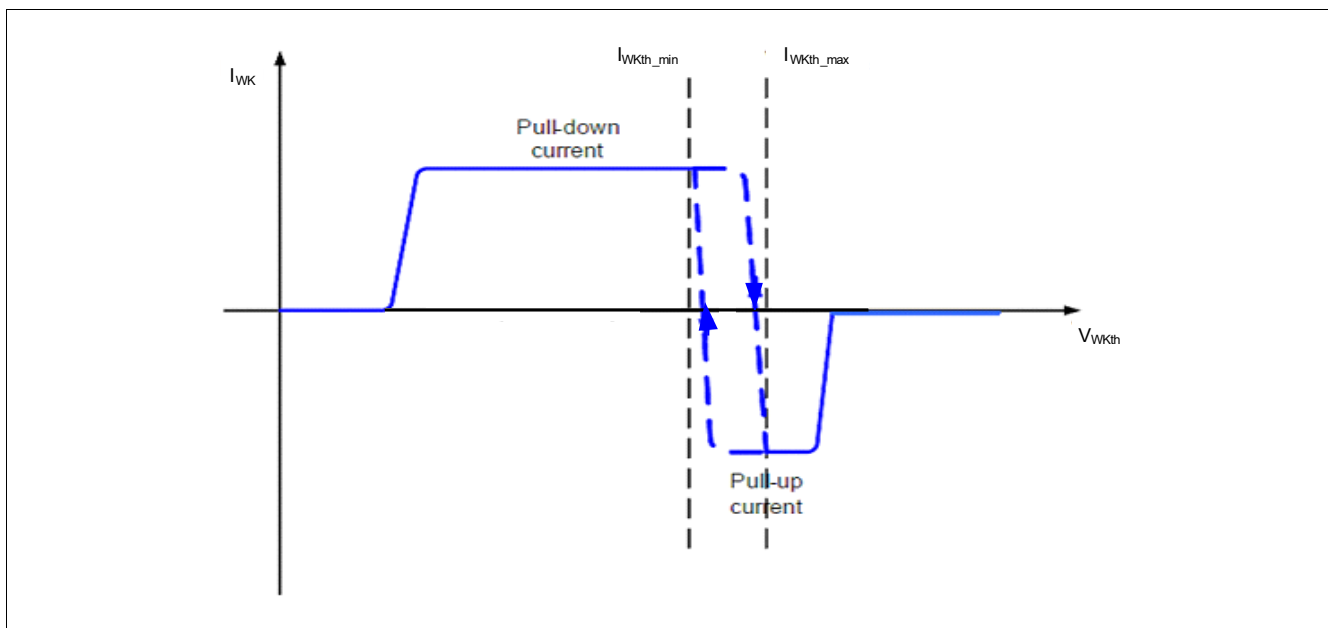 I_WKth_min
I_WKth_max
I_WK
Pull-down
current
V_WKth
Pull-up
current